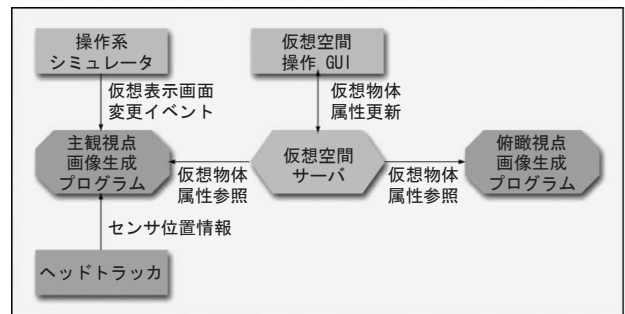 操作系
シミュレータ
仮想空間
操作 GUI
仮想表示画面
変更イベント
仮想物体
属性更新
主観視点
画像生成
プログラム
仮想物体
属性参照
仮想空間
サーバ
仮想物体
属性参照
俯瞰視点
画像生成
プログラム
センサ位置情報
ヘッドトラッカ